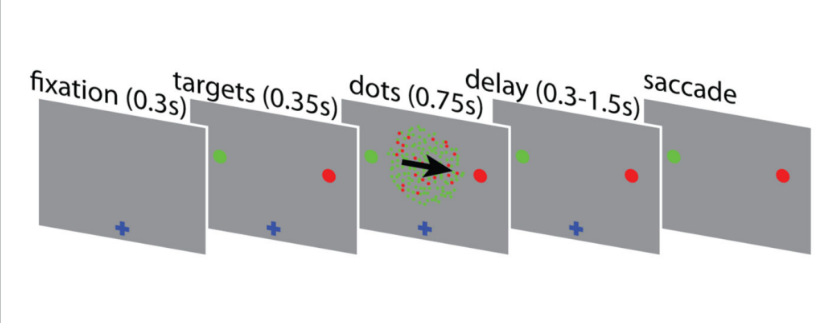 fixation (0.3s)
targets (0.35s)
dots (0.75s)
delay (0.3-1.5s)
saccade